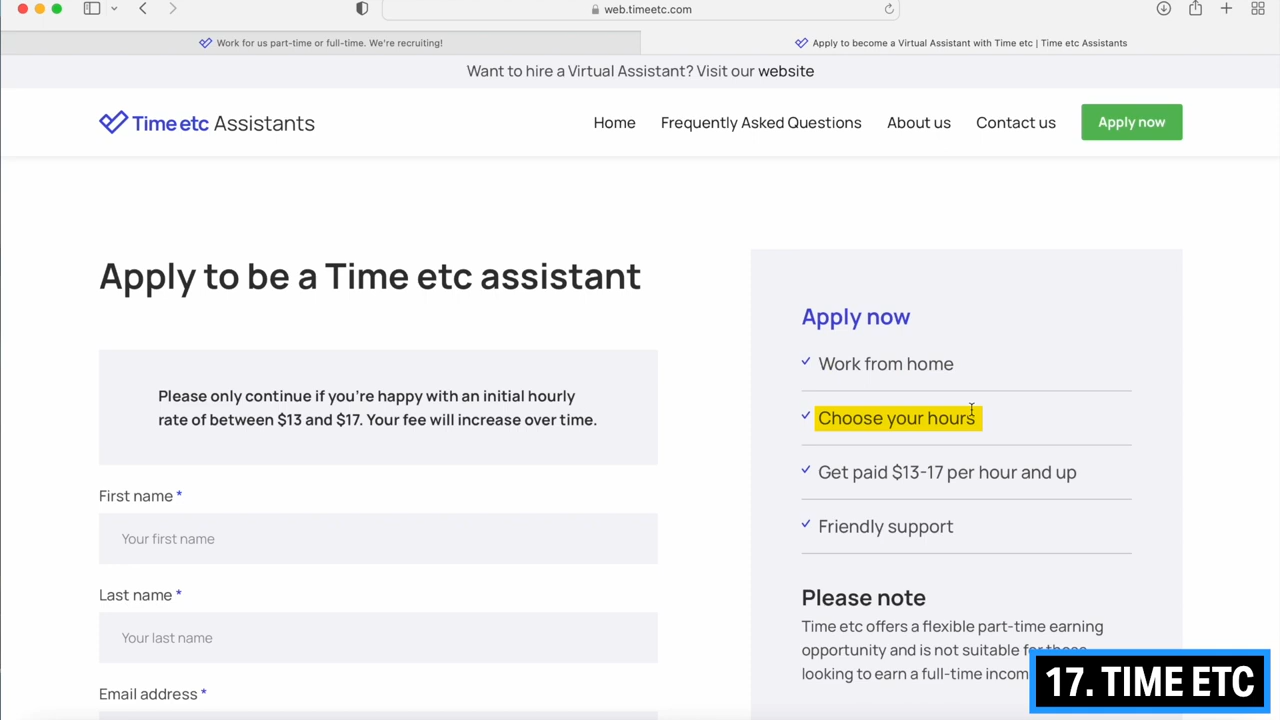 web.timeetc.com
Work for us part-time or full-time. We're recruiting!
Apply to become a Virtual Assistant with Time etc | Time etc Assistants
Want to hire a Virtual Assistant? Visit our website
Time etc Assistants
Home
Frequently Asked Questions
About us
Contact us
Apply now
Apply to be a Time etc assistant
Please only continue if you're happy with an initial hourly
rate of between $13 and $17. Your fee will increase over time.
First name *
Your first name
Last name *
Your last name
Email address *
Apply now
Work from home
Choose your hours
Get paid $13-17 per hour and up
Friendly support
Please note
Time etc offers a flexible part-time earning
opportunity and is not suitable for those
looking to earn a full-time incom
17. TIME ETC